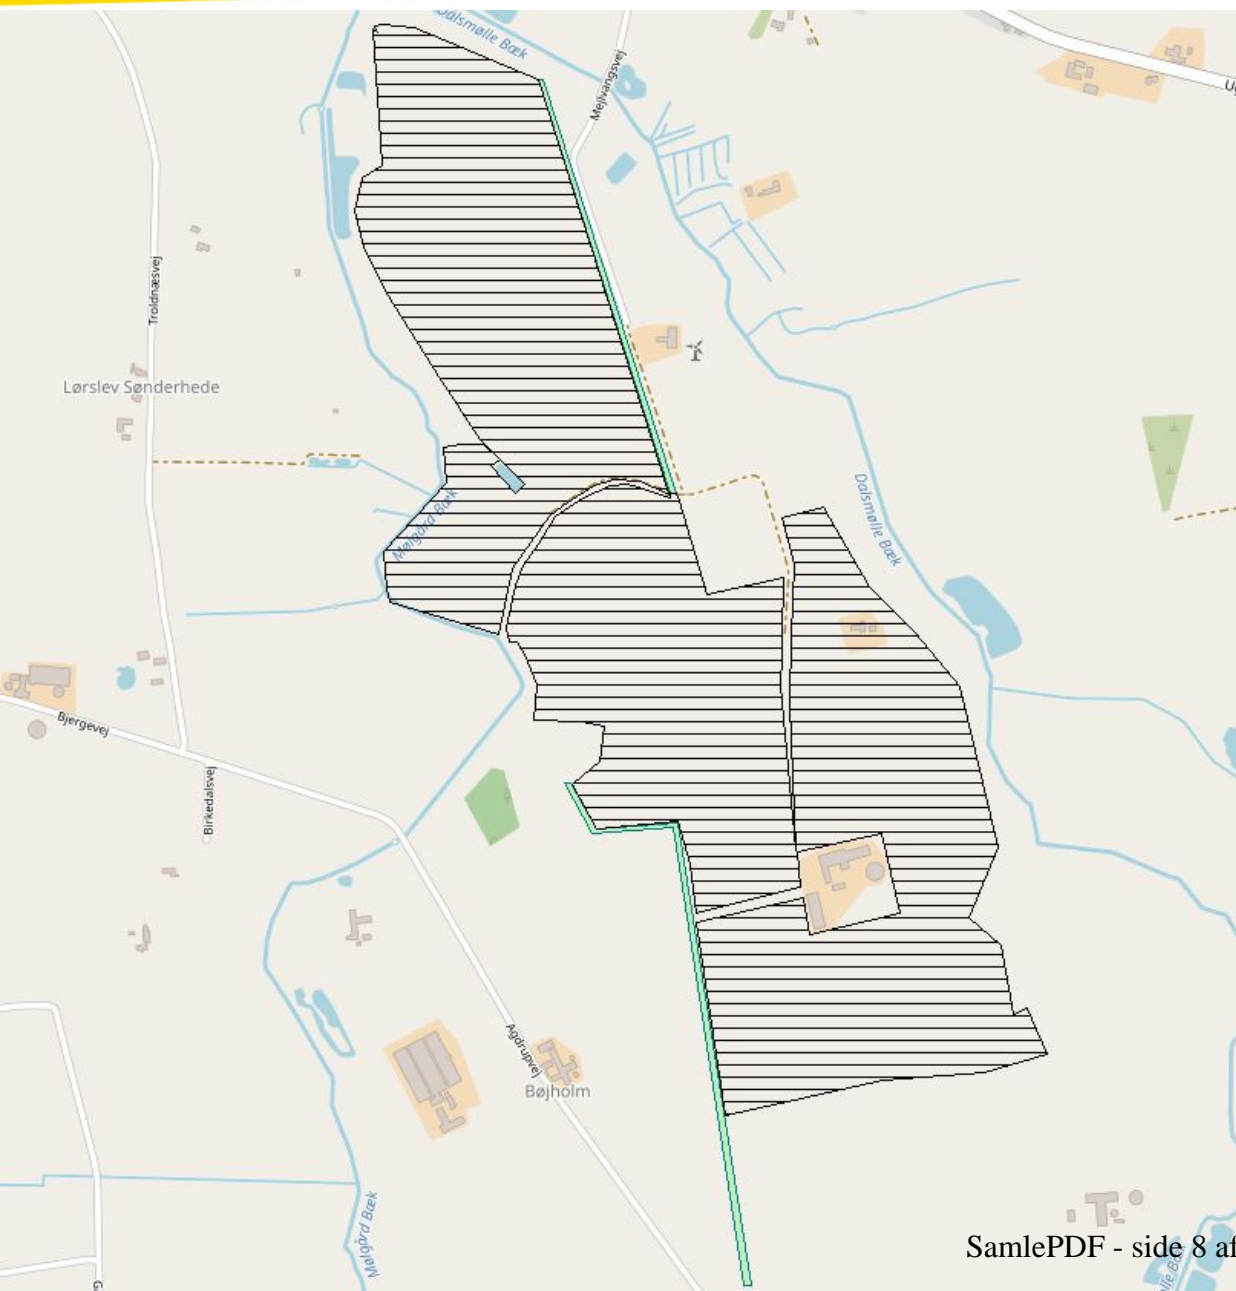 Dalsmølle Bæk
Mejlvangsvej
Troldnæsvej
Lørslev Sønderhede
Mølgård Bæk
Dalsmølle Bæk
Bjergevej
Birkedalsvej
Agdrupvej
Bøjholm
Mølgård Bæk
SamlePDF - side 8 af